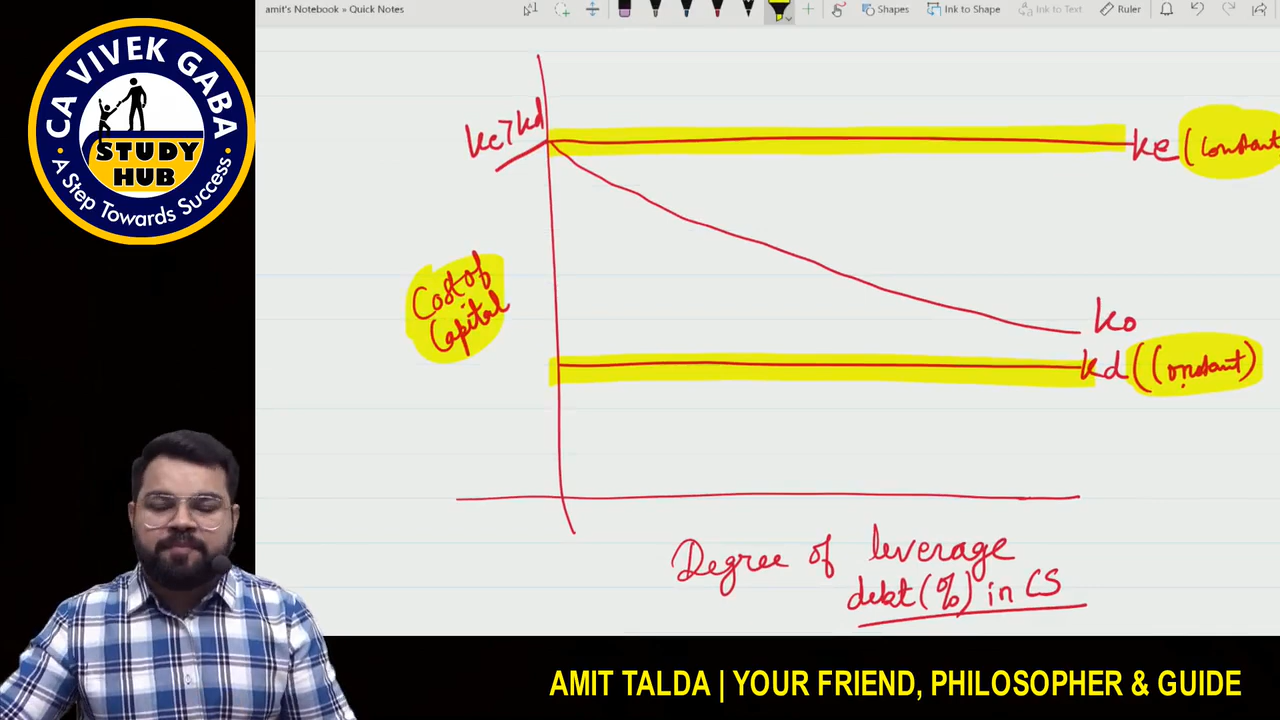 amit's Notebook » Quick Notes
Shapes
Ink to Shape
Ink to Text
Ruler
CA VIVEK GABA
STUDY
HUB
A Step Towards Success
ke>kd
ke (constant
Cost of
Capital
ko
kd (constant)
Degree of leverage
debt (%) in CS
AMIT TALDA | YOUR FRIEND, PHILOSOPHER & GUIDE